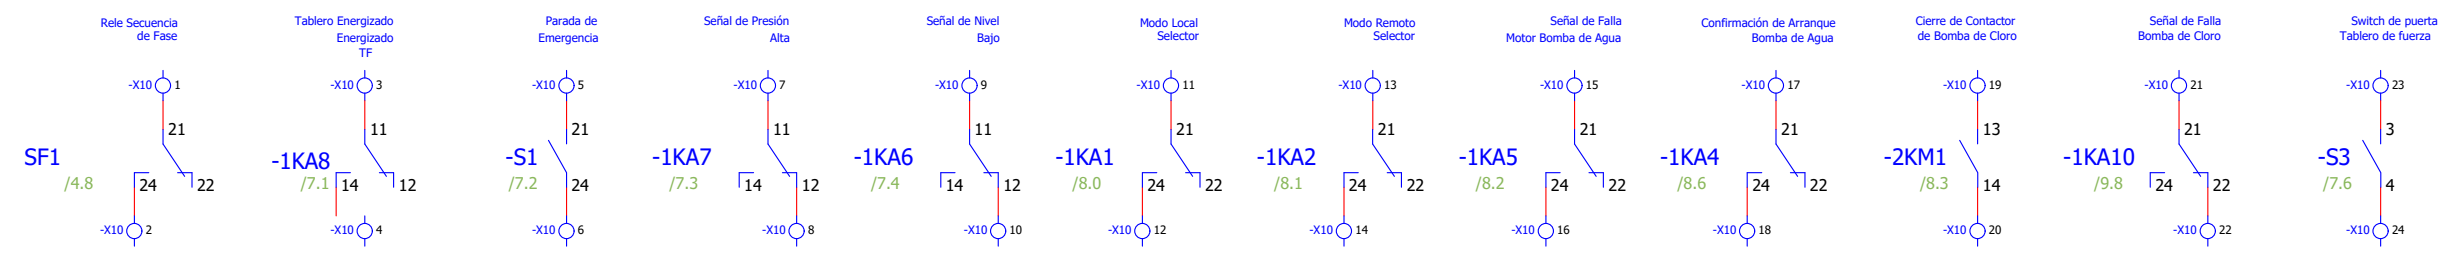 Rele Secuencia
de Fase
Tablero Energizado
Energizado
TF
Parada de
Emergencia
Señal de Presión
Alta
Señal de Nivel
Bajo
Modo Local
Selector
Modo Remoto
Selector
Señal de Falla
Motor Bomba de Agua
Confirmación de Arranque
Bomba de Agua
Cierre de Contactor
de Bomba de Cloro
Señal de Falla
Bomba de Cloro
Switch de puerta
Tablero de fuerza
-X10 1
-X10 3
-X10 5
-X10 7
-X10 9
-X10 11
-X10 13
-X10 15
-X10 17
-X10 19
-X10 21
-X10 23
21
11
21
11
11
21
21
21
21
13
21
3
SF1
-1KA8
-S1
-1KA7
-1KA6
-1KA1
-1KA2
-1KA5
-1KA4
-2KM1
-1KA10
-S3
/4.8 24 22
/7.1 14 12
/7.2 24
/7.3 14 12
/7.4 14 12
/8.0 24 22
/8.1 24 22
/8.2 24 22
/8.6 24 22
/8.3 14
/9.8 24 22
/7.6 4
-X10 2
-X10 4
-X10 6
-X10 8
-X10 10
-X10 12
-X10 14
-X10 16
-X10 18
-X10 20
-X10 22
-X10 24